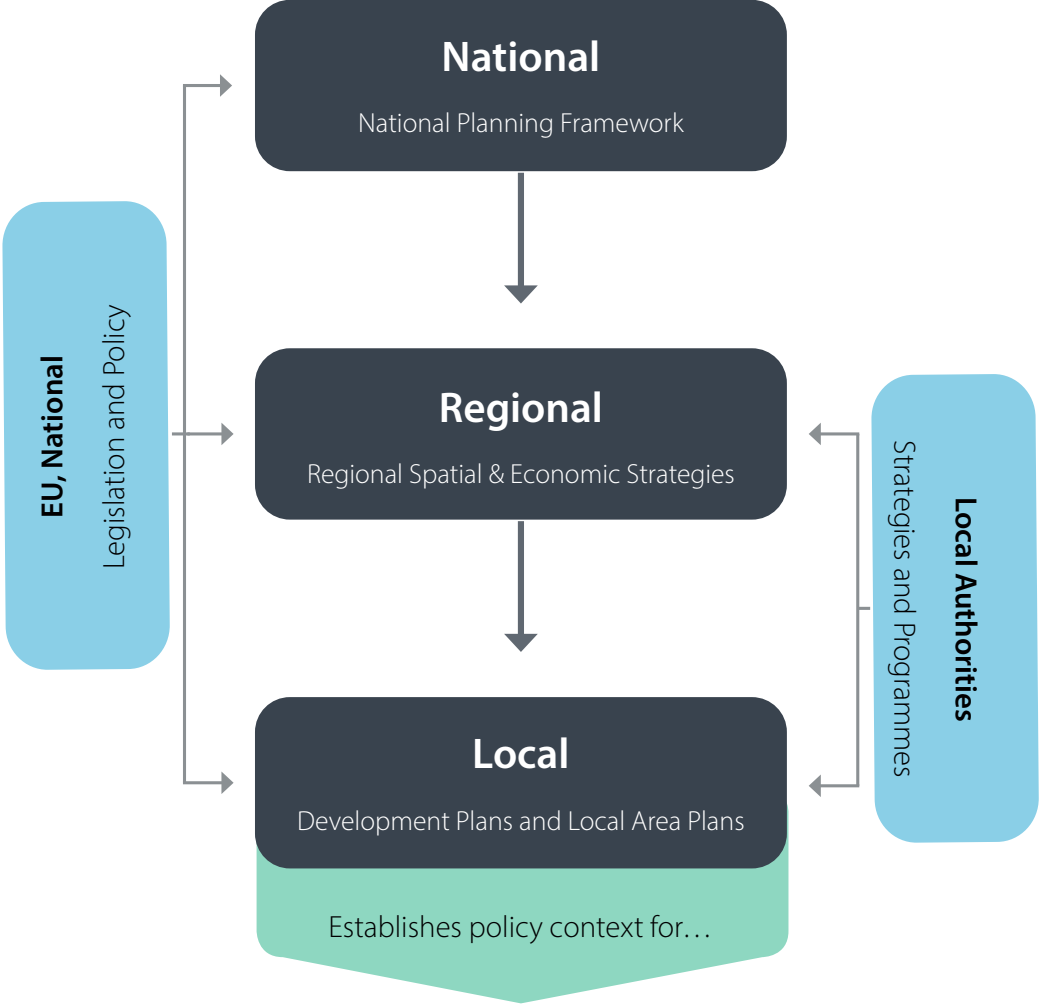 National
National Planning Framework
EU, National
Legislation and Policy
Regional
Regional Spatial & Economic Strategies
Local Authorities
Strategies and Programmes
Local
Development Plans and Local Area Plans
Establishes policy context for…